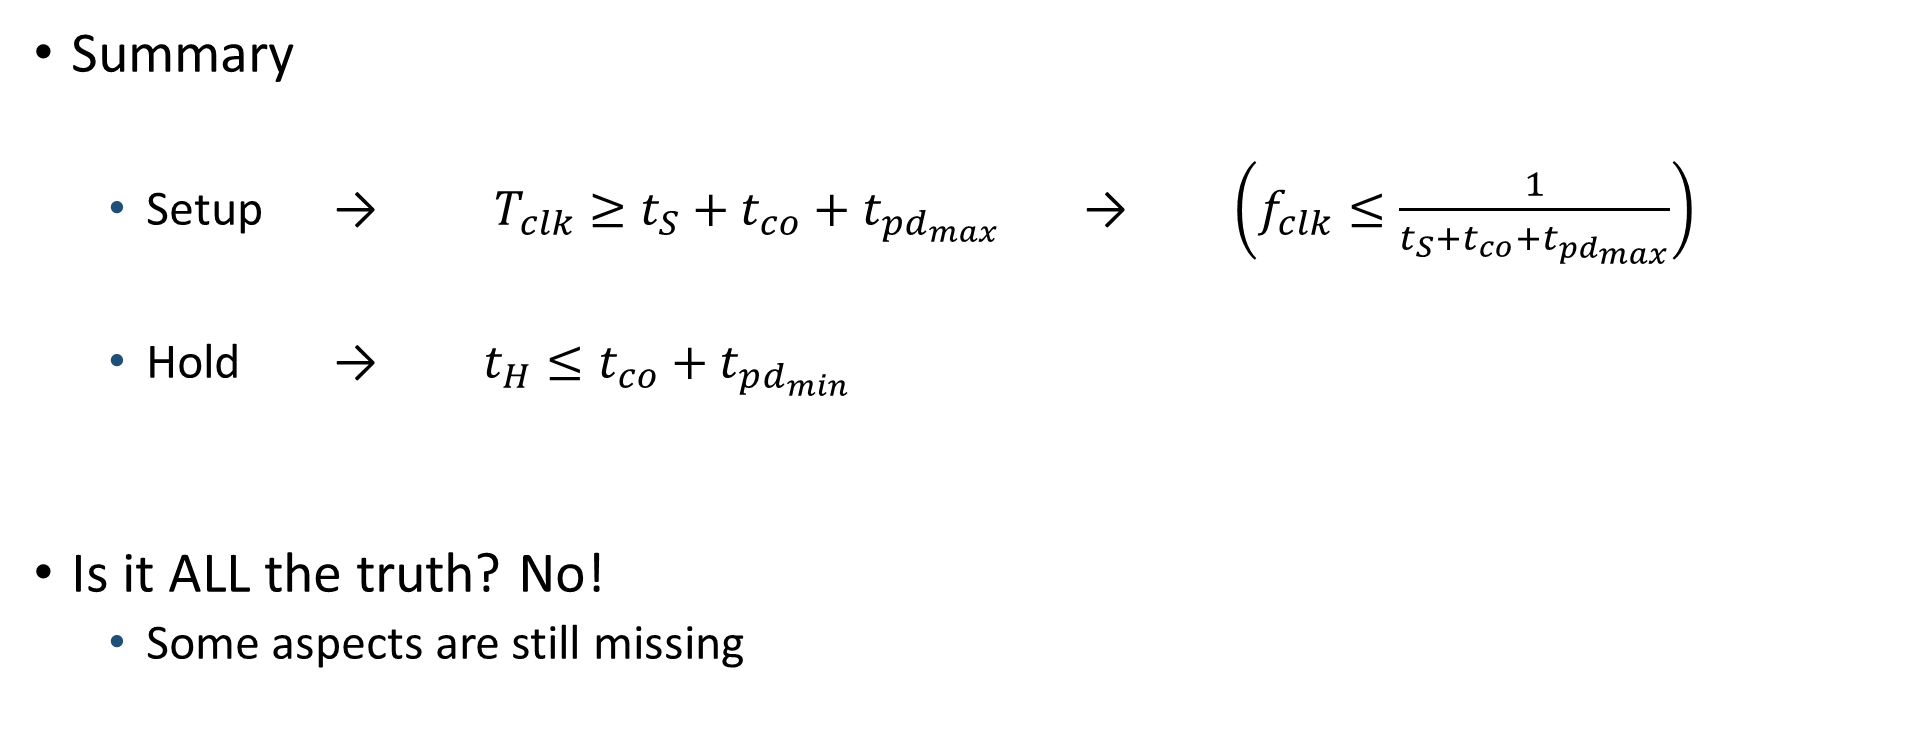 • Summary
• Setup → T_clk ≥ t_S + t_co + t_pd_max → (f_clk ≤ 1/(t_S+t_co+t_pd_max))
• Hold → t_H ≤ t_co + t_pd_min
• Is it ALL the truth? No!
• Some aspects are still missing